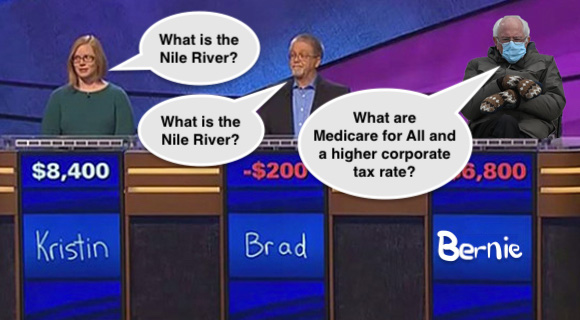 What is the
Nile River?
What is the
Nile River?
What are
Medicare for All and
a higher corporate
tax rate?
$8,400
-$200
6,800
Kristin
Brad
Bernie